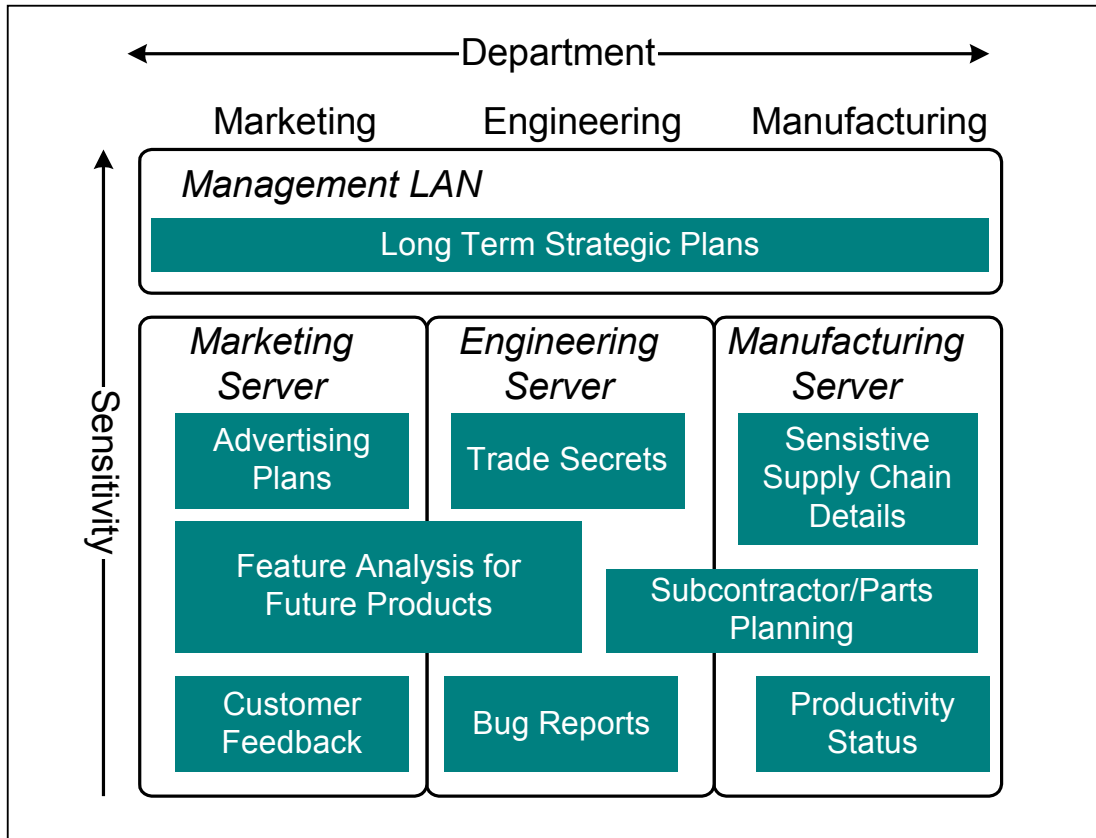 Department
Marketing
Engineering
Manufacturing
Sensitivity
Management LAN
Long Term Strategic Plans
Marketing
Server
Engineering
Server
Manufacturing
Server
Advertising
Plans
Trade Secrets
Sensistive
Supply Chain
Details
Feature Analysis for
Future Products
Subcontractor/Parts
Planning
Customer
Feedback
Bug Reports
Productivity
Status